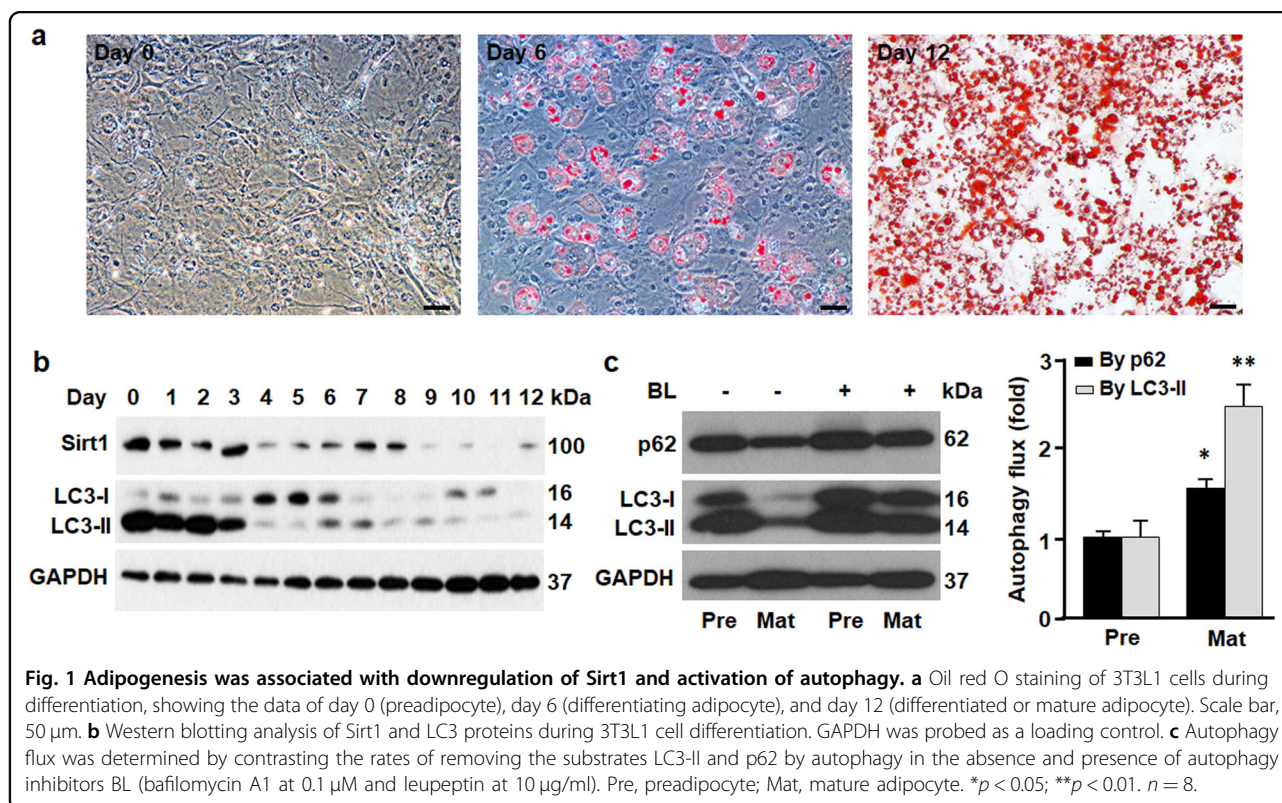 a
Day 0
Day 6
Day 12
b
Day 0 1 2 3 4 5 6 7 8 9 10 11 12 kDa
Sirt1 100
LC3-I 16
LC3-II 14
GAPDH 37
c
BL - - + + kDa
p62 62
LC3-I 16
LC3-II 14
GAPDH 37
Pre Mat Pre Mat
Autophagy flux (fold)
3
2
1
0
By p62
By LC3-II
*
**
Pre Mat
Fig. 1 Adipogenesis was associated with downregulation of Sirt1 and activation of autophagy. a Oil red O staining of 3T3L1 cells during
differentiation, showing the data of day 0 (preadipocyte), day 6 (differentiating adipocyte), and day 12 (differentiated or mature adipocyte). Scale bar,
50 μm. b Western blotting analysis of Sirt1 and LC3 proteins during 3T3L1 cell differentiation. GAPDH was probed as a loading control. c Autophagy
flux was determined by contrasting the rates of removing the substrates LC3-II and p62 by autophagy in the absence and presence of autophagy
inhibitors BL (bafilomycin A1 at 0.1 μM and leupeptin at 10 μg/ml). Pre, preadipocyte; Mat, mature adipocyte. *p < 0.05; **p < 0.01. n = 8.